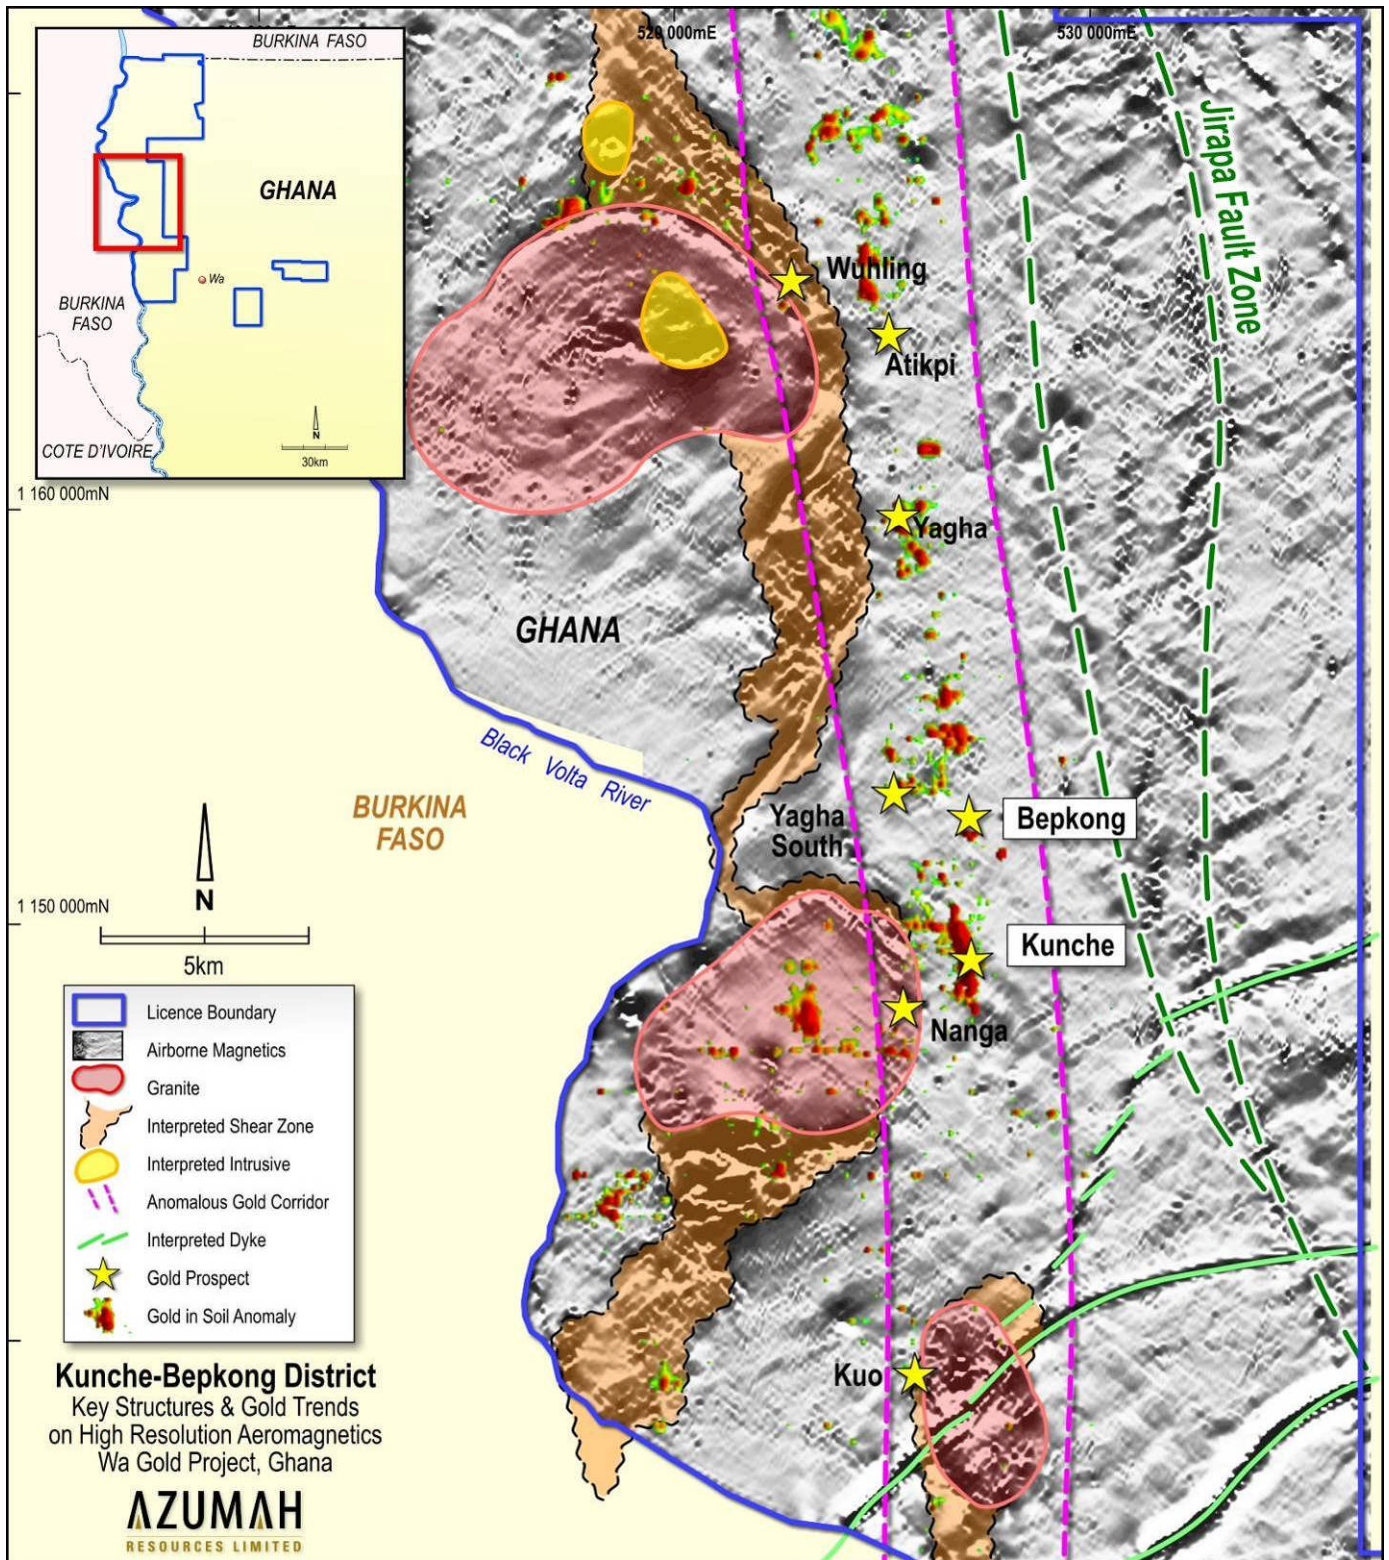 BURKINA FASO
520 000mE
530 000mE
GHANA
Wa
BURKINA
FASO
COTE D'IVOIRE
N
30km
Jirapa Fault Zone
Wuhling
Atikpi
1 160 000mN
Yagha
GHANA
Black Volta River
BURKINA
FASO
Yagha
South
Bepkong
N
1 150 000mN
5km
Kunche
Nanga
Licence Boundary
Airborne Magnetics
Granite
Interpreted Shear Zone
Interpreted Intrusive
Anomalous Gold Corridor
Interpreted Dyke
Gold Prospect
Gold in Soil Anomaly
Kuo
Kunche-Bepkong District
Key Structures & Gold Trends
on High Resolution Aeromagnetics
Wa Gold Project, Ghana
AZUMAH
RESOURCES LIMITED